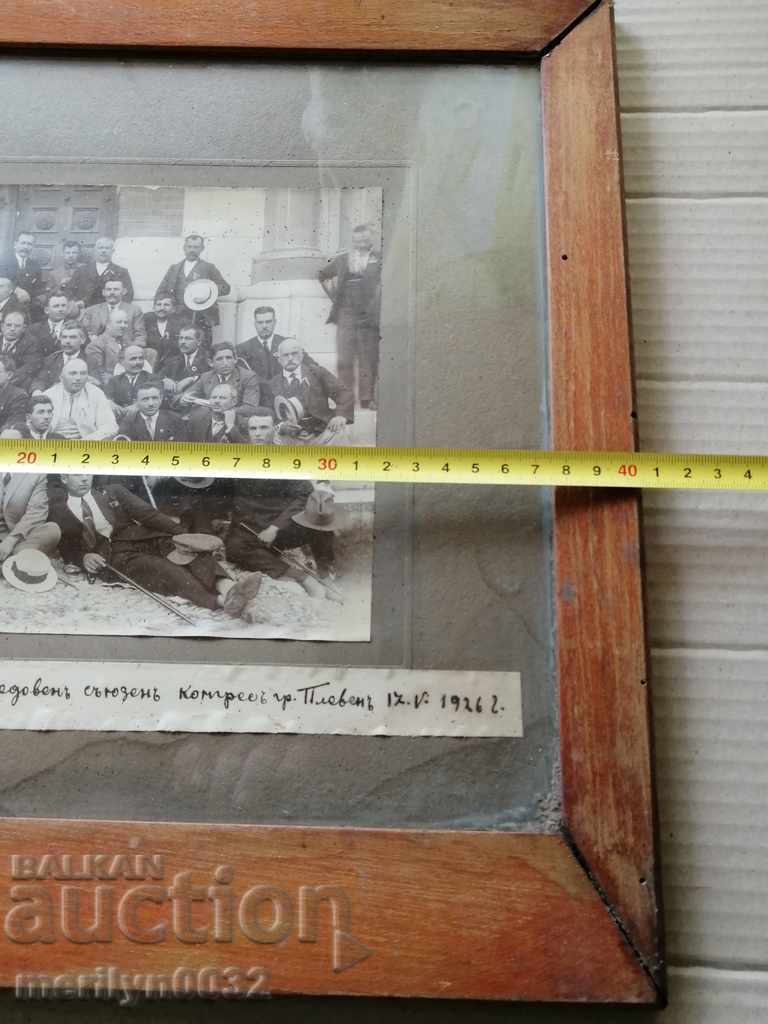 20 1 2 3 4 5 6 7 8 9 30 1 2 3 4 5 6 7 8 9 40 1 2 3 4
едовенъ съюзенъ конгресъ гр. Плевенъ 17.V. 1926 г.
BALKAN
auction
merilyn0032